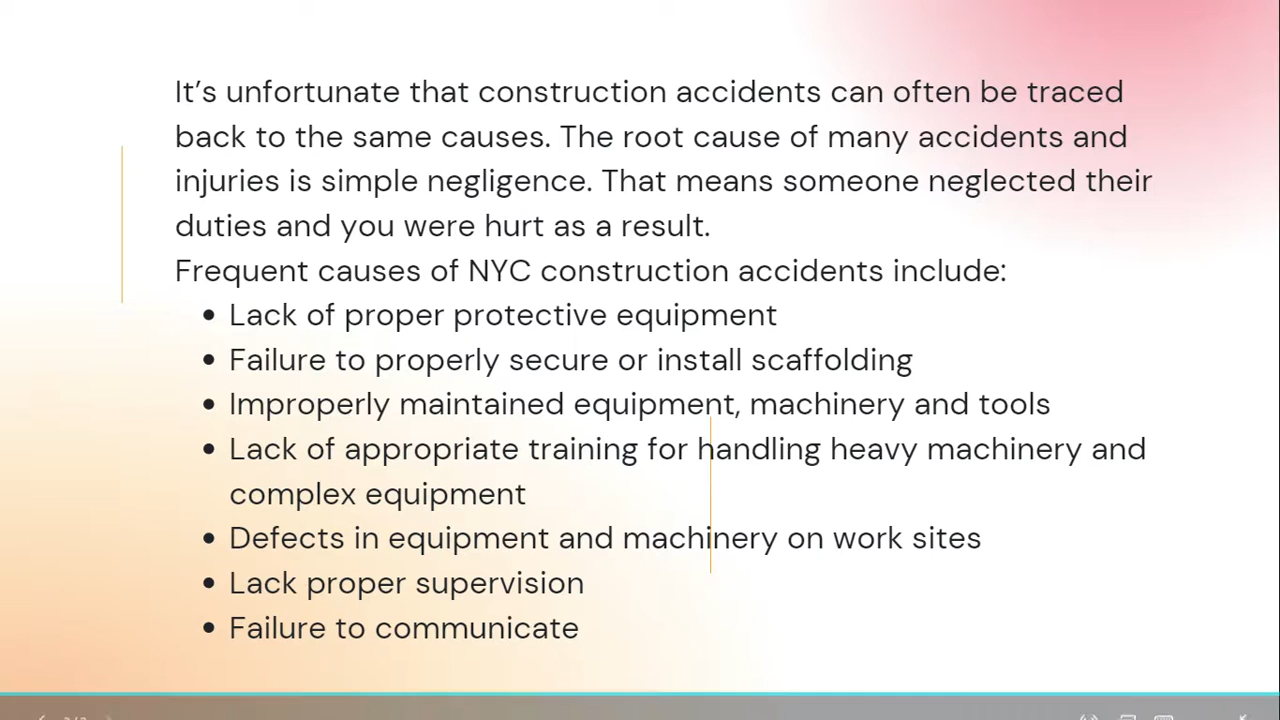 It’s unfortunate that construction accidents can often be traced
back to the same causes. The root cause of many accidents and
injuries is simple negligence. That means someone neglected their
duties and you were hurt as a result.
Frequent causes of NYC construction accidents include:
• Lack of proper protective equipment
• Failure to properly secure or install scaffolding
• Improperly maintained equipment, machinery and tools
• Lack of appropriate training for handling heavy machinery and
complex equipment
• Defects in equipment and machinery on work sites
• Lack proper supervision
• Failure to communicate